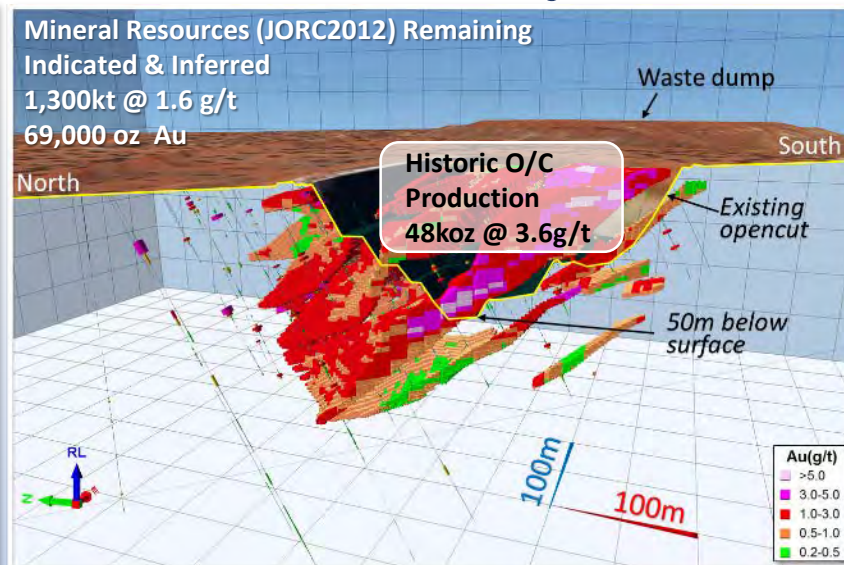 Mineral Resources (JORC2012) Remaining
Indicated & Inferred
1,300kt @ 1.6 g/t
69,000 oz Au
Waste dump
South
North
Historic O/C
Production
48koz @ 3.6g/t
Existing
opencut
50m below
surface
RL
N
E
100m
100m
Au(g/t)
>5.0
3.0-5.0
1.0-3.0
0.5-1.0
0.2-0.5